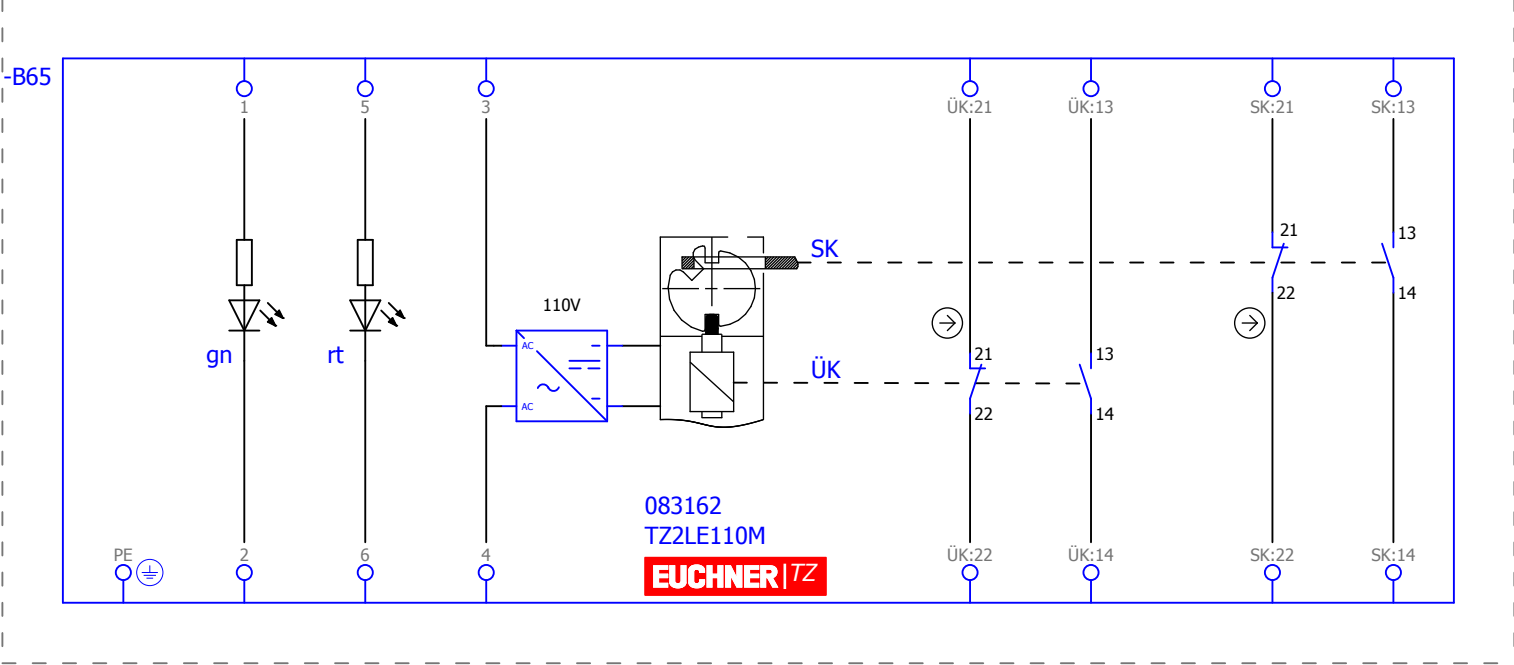 -B65
1
5
3
ÜK:21
ÜK:13
SK:21
SK:13
21
13
SK
22
14
110V
gn
rt
AC
AC
21
13
ÜK
22
14
083162
TZ2LE110M
EUCHNER|TZ
PE
2
6
4
ÜK:22
ÜK:14
SK:22
SK:14